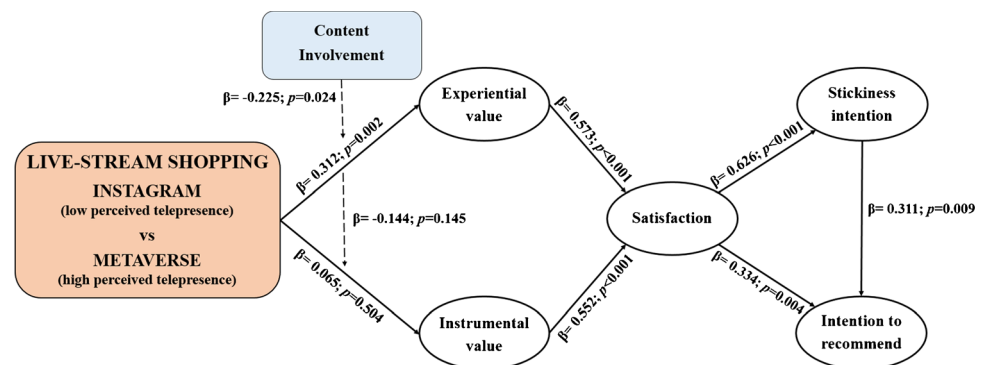 Content
Involvement
β= -0.225; p=0.024
LIVE-STREAM SHOPPING
INSTAGRAM
(low perceived telepresence)
vs
METAVERSE
(high perceived telepresence)
β= 0.312; p=0.002
β= -0.144; p=0.145
β= 0.065; p=0.504
Experiential
value
Instrumental
value
β= 0.573; p<0.001
β= 0.552; p<0.001
Satisfaction
β= 0.626; p<0.001
β= 0.334; p=0.004
Stickiness
intention
β= 0.311; p=0.009
Intention to
recommend